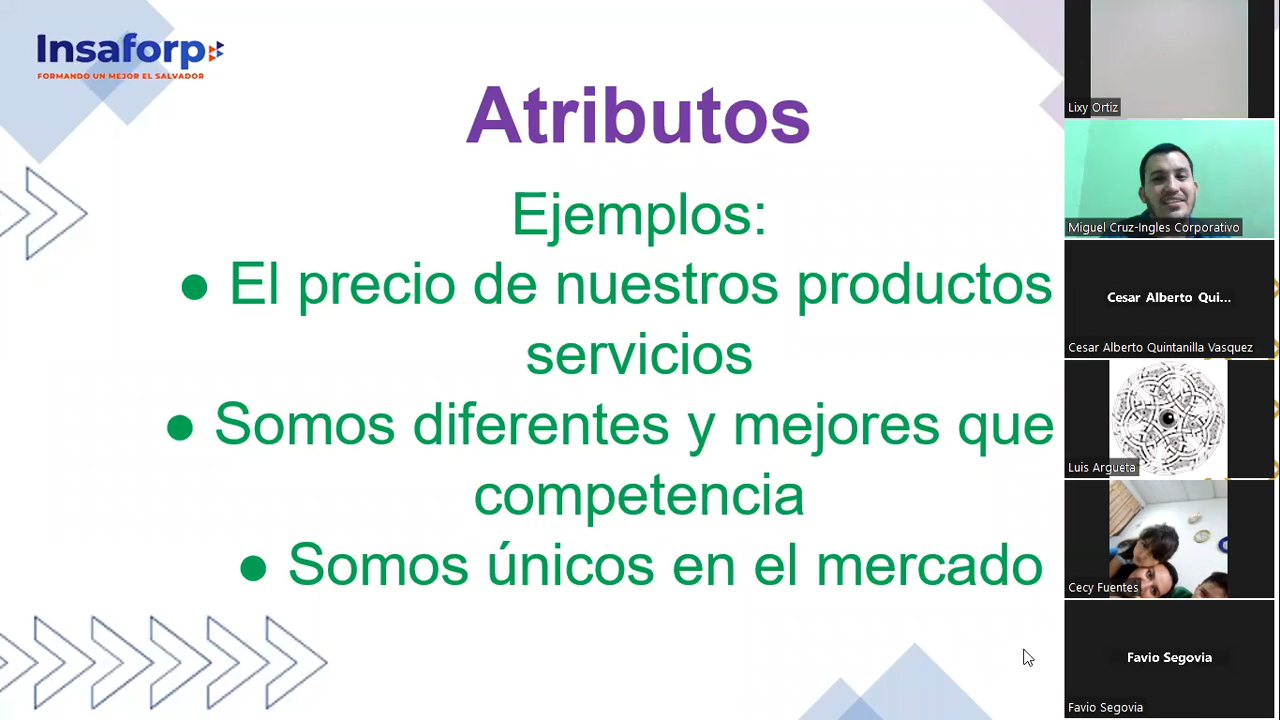 Insaforp
FORMANDO UN MEJOR EL SALVADOR
Atributos
Ejemplos:
● El precio de nuestros productos
servicios
● Somos diferentes y mejores que
competencia
● Somos únicos en el mercado
Lixy Ortiz
Miguel Cruz-Ingles Corporativo
Cesar Alberto Qui...
Cesar Alberto Quintanilla Vasquez
Luis Argueta
Cecy Fuentes
Favio Segovia
Favio Segovia